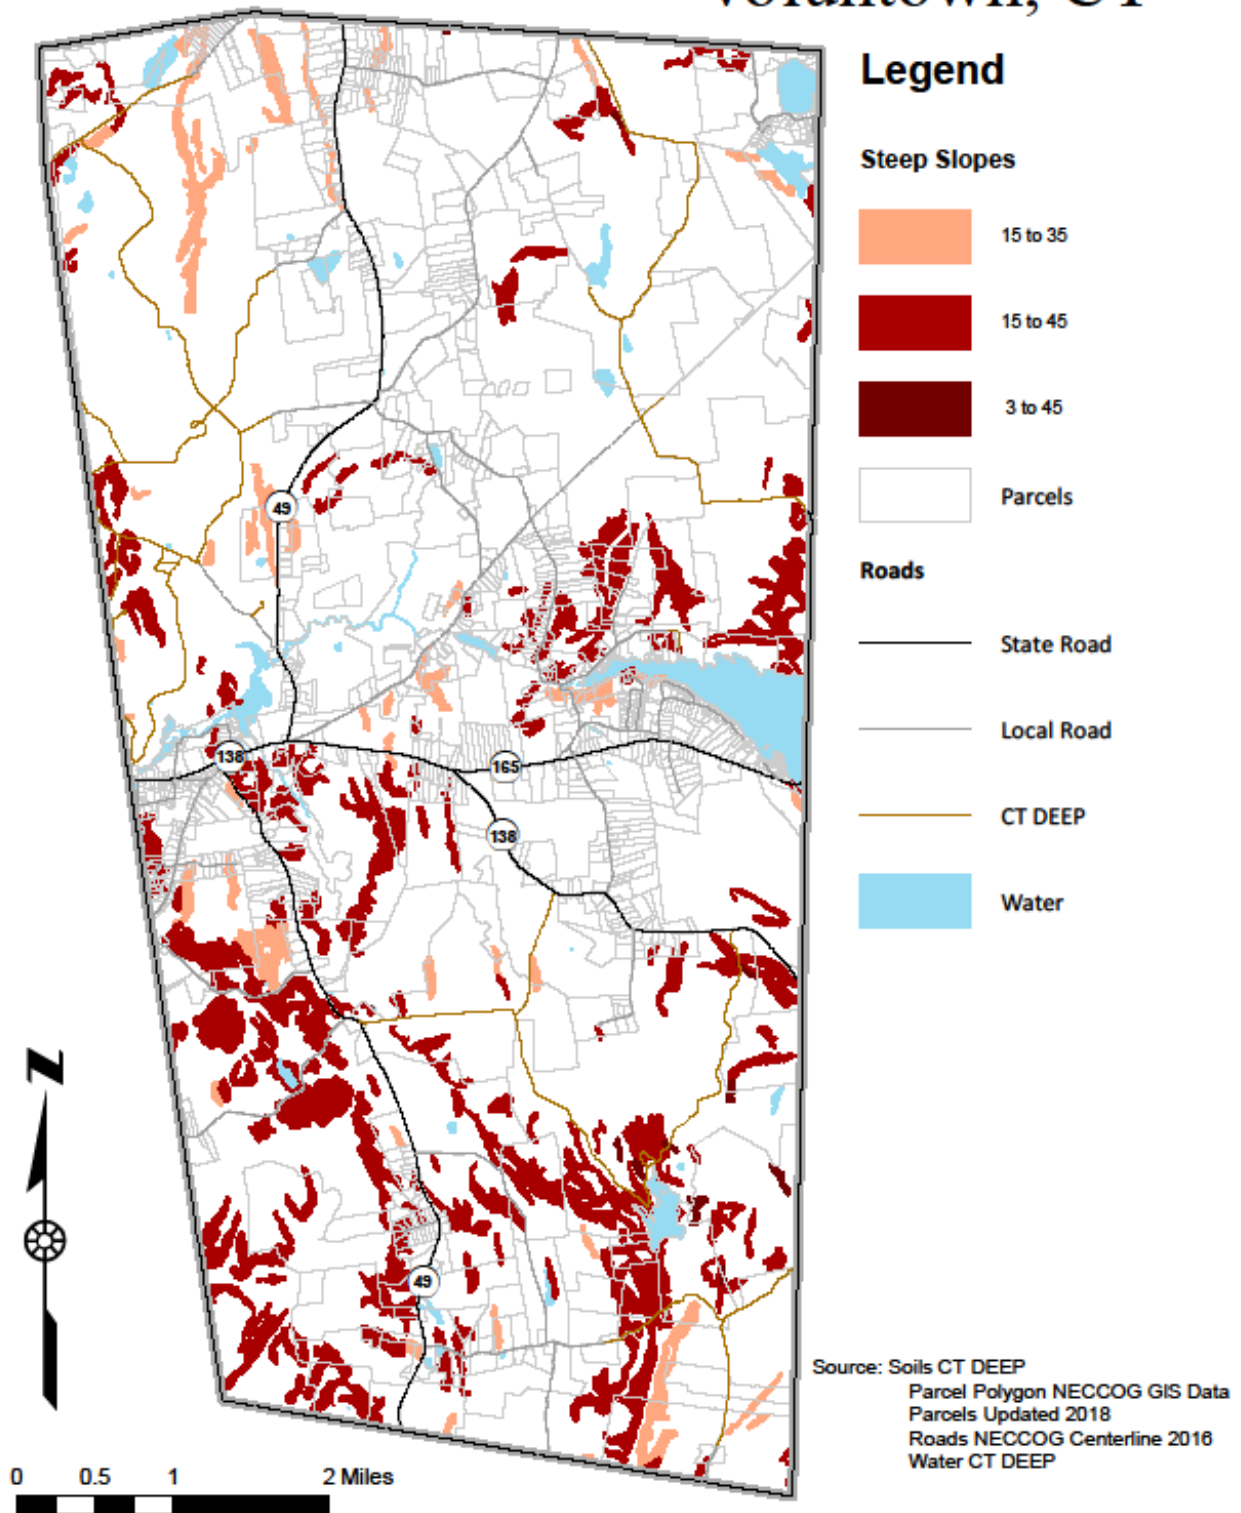 Voluntown, CT
Legend
Steep Slopes
15 to 35
15 to 45
3 to 45
Parcels
Roads
State Road
Local Road
CT DEEP
Water
49
138
165
138
49
N
Source: Soils CT DEEP
Parcel Polygon NECCOG GIS Data
Parcels Updated 2018
Roads NECCOG Centerline 2016
Water CT DEEP
0 0.5 1 2 Miles